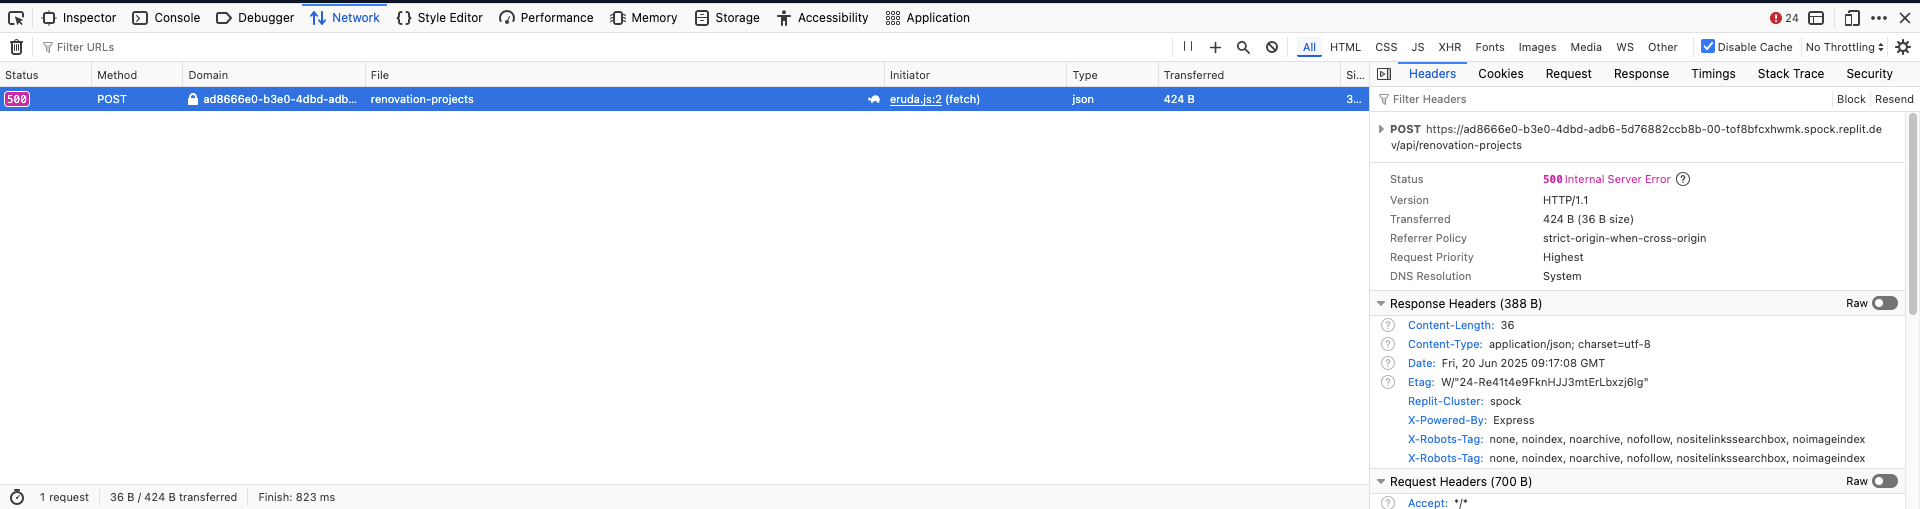 Inspector Console Debugger Network Style Editor Performance Memory Storage Accessibility Application 24
Filter URLs All HTML CSS JS XHR Fonts Images Media WS Other Disable Cache No Throttling
Status Method Domain File Initiator Type Transferred Si...
500 POST ad8666e0-b3e0-4dbd-adb... renovation-projects eruda.js:2 (fetch) json 424 B 3...
1 request 36 B / 424 B transferred Finish: 823 ms
Headers Cookies Request Response Timings Stack Trace Security
Filter Headers Block Resend
POST https://ad8666e0-b3e0-4dbd-adb6-5d76882ccb8b-00-tof8bfcxhwmk.spock.replit.de
v/api/renovation-projects
Status 500 Internal Server Error ?
Version HTTP/1.1
Transferred 424 B (36 B size)
Referrer Policy strict-origin-when-cross-origin
Request Priority Highest
DNS Resolution System
Response Headers (388 B) Raw
? Content-Length: 36
? Content-Type: application/json; charset=utf-8
? Date: Fri, 20 Jun 2025 09:17:08 GMT
? Etag: W/"24-Re41t4e9FknHJJ3mtErLbxzj6lg"
Replit-Cluster: spock
X-Powered-By: Express
X-Robots-Tag: none, noindex, noarchive, nofollow, nositelinkssearchbox, noimageindex
X-Robots-Tag: none, noindex, noarchive, nofollow, nositelinkssearchbox, noimageindex
Request Headers (700 B) Raw
? Accept: */*